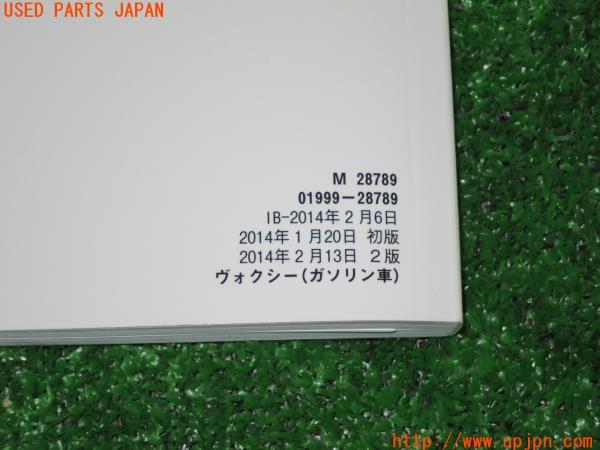 USED PARTS JAPAN
M 28789
01999-28789
IB-2014年2月6日
2014年1月20日 初版
2014年2月13日 2版
ヴォクシー(ガソリン車)
http://www.upjpn.com/